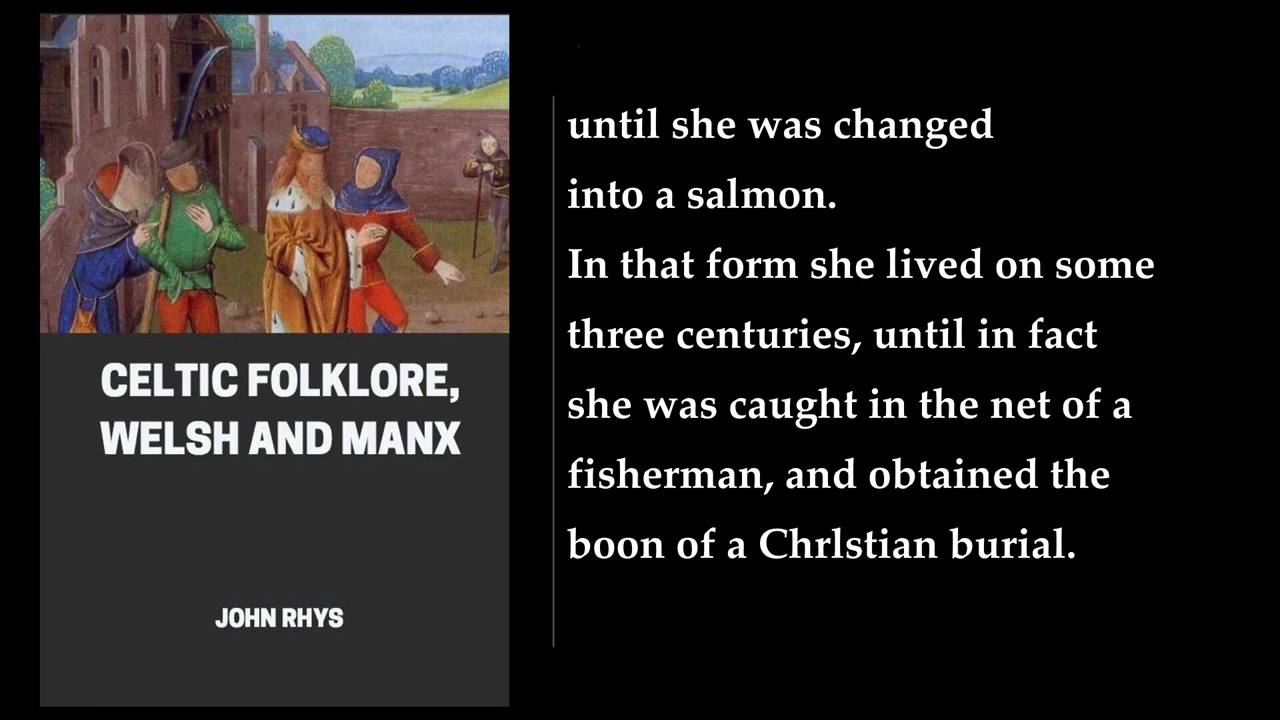 CELTIC FOLKLORE,
WELSH AND MANX
JOHN RHYS
until she was changed
into a salmon.
In that form she lived on some
three centuries, until in fact
she was caught in the net of a
fisherman, and obtained the
boon of a Chrlstian burial.